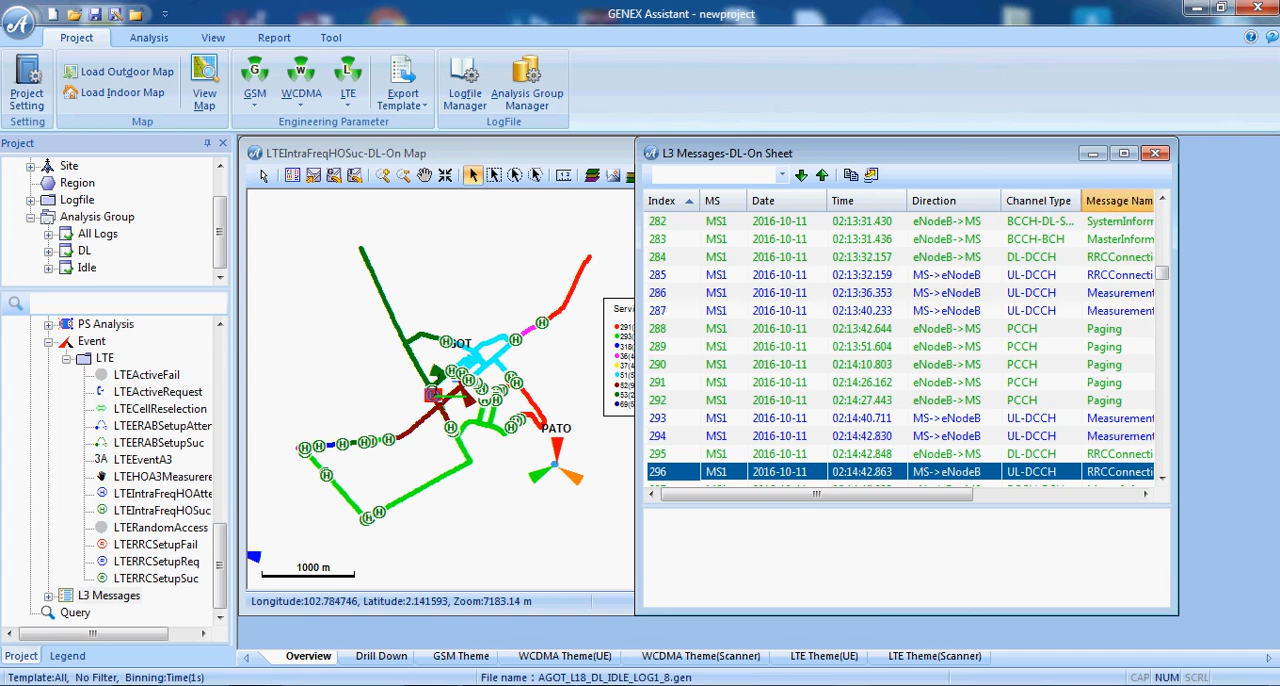 GENEX Assistant - newproject
Project Analysis View Report Tool
Project Setting
Load Outdoor Map
Load Indoor Map
View Map
GSM
WCDMA
LTE
Export Template
Logfile Manager
Analysis Group Manager
Setting Map Engineering Parameter LogFile
Project
Site
Region
Logfile
Analysis Group
All Logs
DL
Idle
PS Analysis
Event
LTE
LTEActiveFail
LTEActiveRequest
LTECellReselection
LTEERABSetupAtter
LTEERABSetupSuc
LTEEventA3
LTEHOA3Measurem
LTEIntraFreqHOAtte
LTEIntraFreqHOSuc
LTERandomAccess
LTERRCSetupFail
LTERRCSetupReq
LTERRCSetupSuc
L3 Messages
Query
Project Legend
LTEIntraFreqHOSuc-DL-On Map
PATO
1000 m
Longitude:102.784746, Latitude:2.141593, Zoom:7183.14 m
L3 Messages-DL-On Sheet
Index MS Date Time Direction Channel Type Message Nam
282 MS1 2016-10-11 02:13:31.430 eNodeB->MS BCCH-DL-S... SystemInform
283 MS1 2016-10-11 02:13:31.436 eNodeB->MS BCCH-BCH MasterInform
284 MS1 2016-10-11 02:13:32.157 eNodeB->MS DL-DCCH RRCConnecti
285 MS1 2016-10-11 02:13:32.159 MS->eNodeB UL-DCCH RRCConnecti
286 MS1 2016-10-11 02:13:36.353 MS->eNodeB UL-DCCH Measurement
287 MS1 2016-10-11 02:13:40.233 MS->eNodeB UL-DCCH Measurement
288 MS1 2016-10-11 02:13:42.644 eNodeB->MS PCCH Paging
289 MS1 2016-10-11 02:13:51.604 eNodeB->MS PCCH Paging
290 MS1 2016-10-11 02:14:10.803 eNodeB->MS PCCH Paging
291 MS1 2016-10-11 02:14:26.162 eNodeB->MS PCCH Paging
292 MS1 2016-10-11 02:14:27.443 eNodeB->MS PCCH Paging
293 MS1 2016-10-11 02:14:40.711 MS->eNodeB UL-DCCH Measurement
294 MS1 2016-10-11 02:14:42.830 MS->eNodeB UL-DCCH Measurement
295 MS1 2016-10-11 02:14:42.848 eNodeB->MS DL-DCCH RRCConnecti
296 MS1 2016-10-11 02:14:42.863 MS->eNodeB UL-DCCH RRCConnecti
Overview Drill Down GSM Theme WCDMA Theme(UE) WCDMA Theme(Scanner) LTE Theme(UE) LTE Theme(Scanner)
Template:All, No Filter, Binning:Time(1s) File name : AGOT_L18_DL_IDLE_LOG1_8.gen CAP NUM SCRL